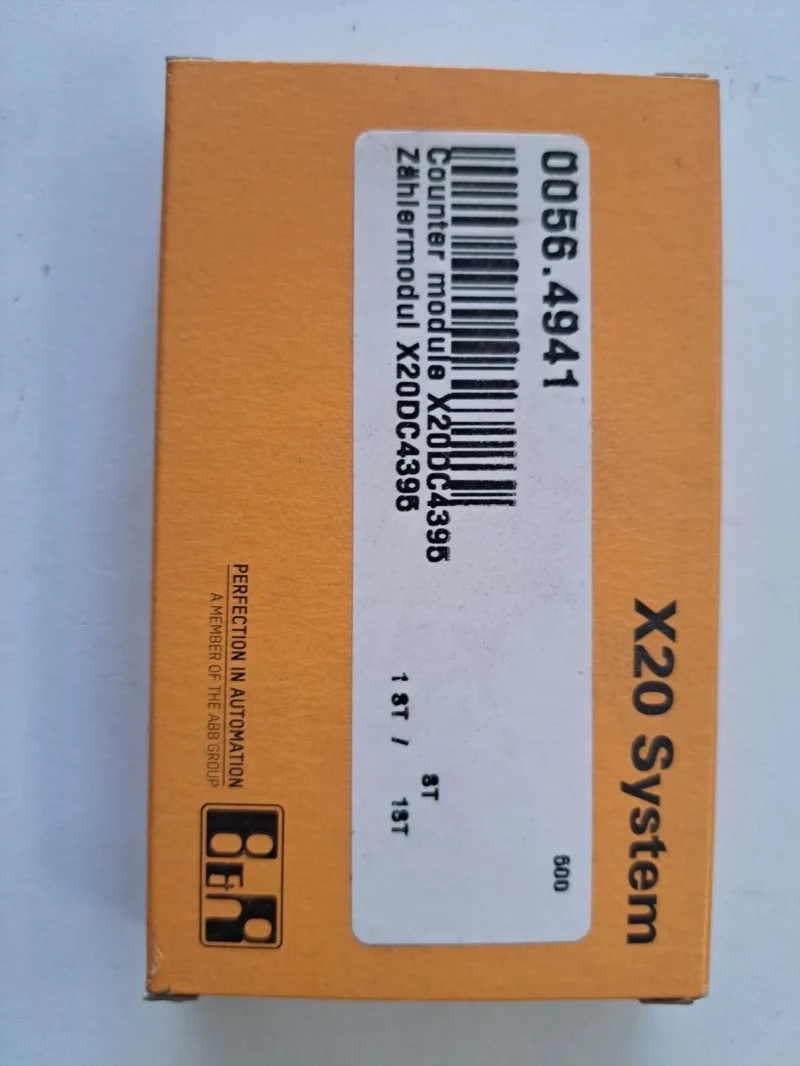 X20 System
0056.4941
600
Counter module X20DC4395
ST
Zählermodul X20DC4395
1 ST / 1ST
PERFECTION IN AUTOMATION
A MEMBER OF THE ABB GROUP
B&R